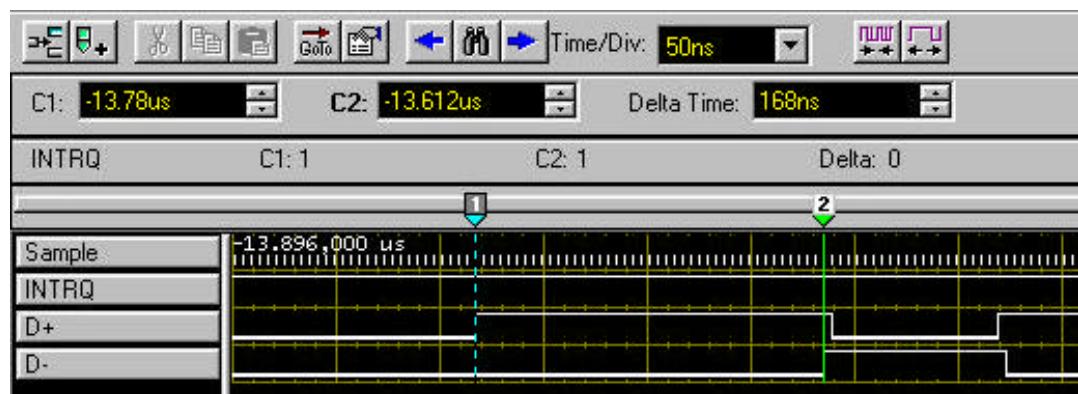 GoTo Time/Div: 50ns
C1: -13.78us C2: -13.612us Delta Time: 168ns
INTRQ C1: 1 C2: 1 Delta: 0
1 2
Sample -13.896,000 us
INTRQ
D+
D-